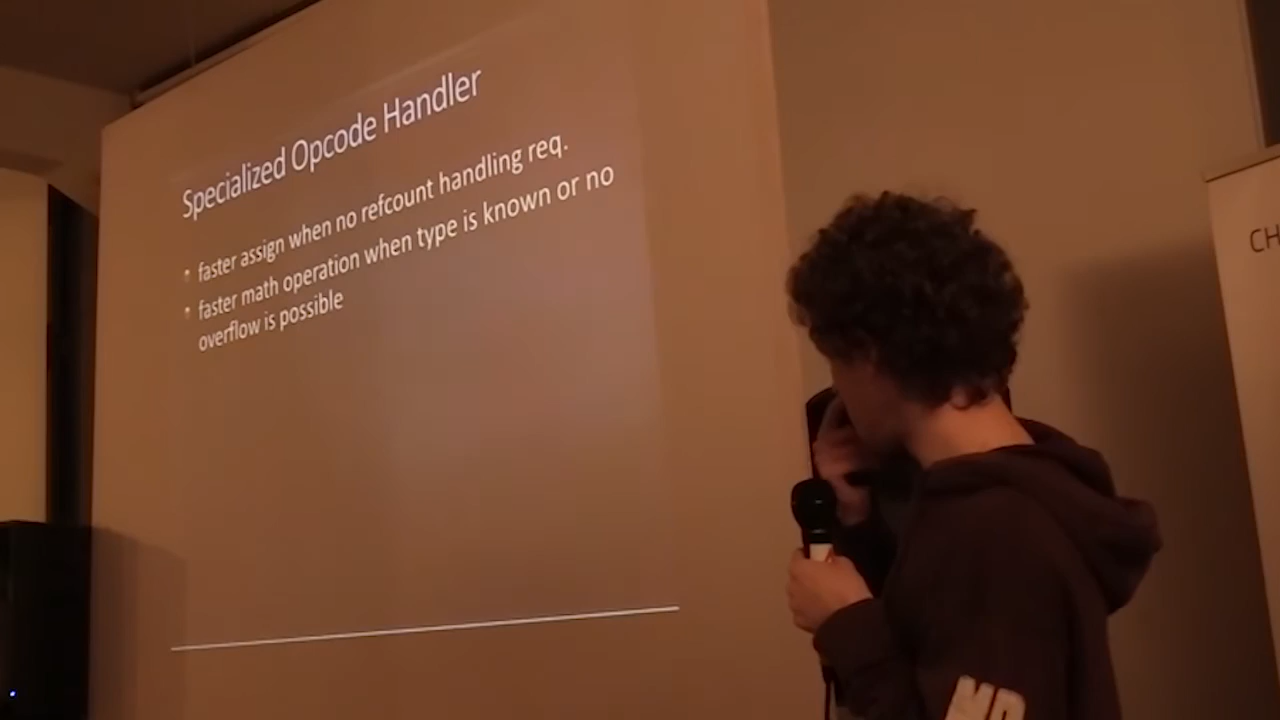 Specialized Opcode Handler
faster assign when no refcount handling req.
faster math operation when type is known or no
overflow is possible
CH